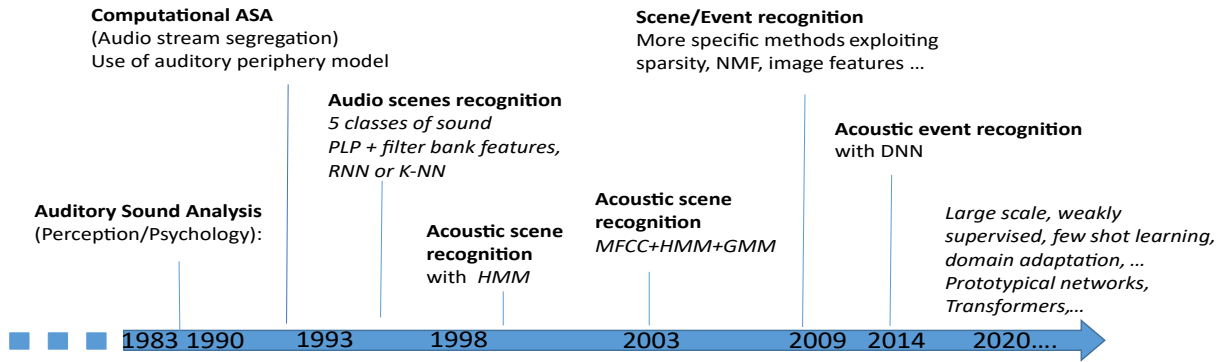 Computational ASA
(Audio stream segregation)
Use of auditory periphery model
Scene/Event recognition
More specific methods exploiting
sparsity, NMF, image features ...
Audio scenes recognition
5 classes of sound
PLP + filter bank features,
RNN or K-NN
Acoustic event recognition
with DNN
Auditory Sound Analysis
(Perception/Psychology):
Acoustic scene
recognition
with HMM
Acoustic scene
recognition
MFCC+HMM+GMM
Large scale, weakly
supervised, few shot learning,
domain adaptation, ...
Prototypical networks,
Transformers,...
1983 1990 1993 1998 2003 2009 2014 2020....